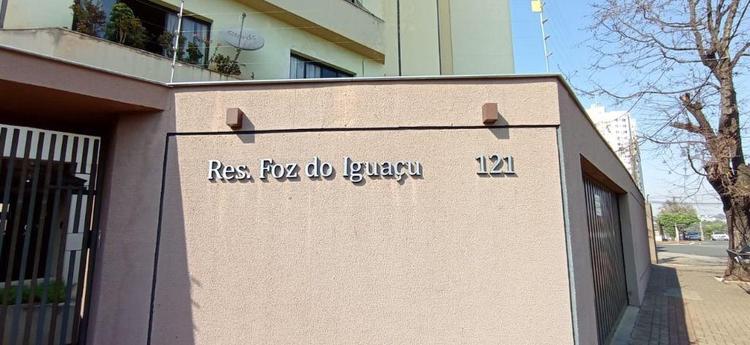 Res. Foz do Iguaçu 121